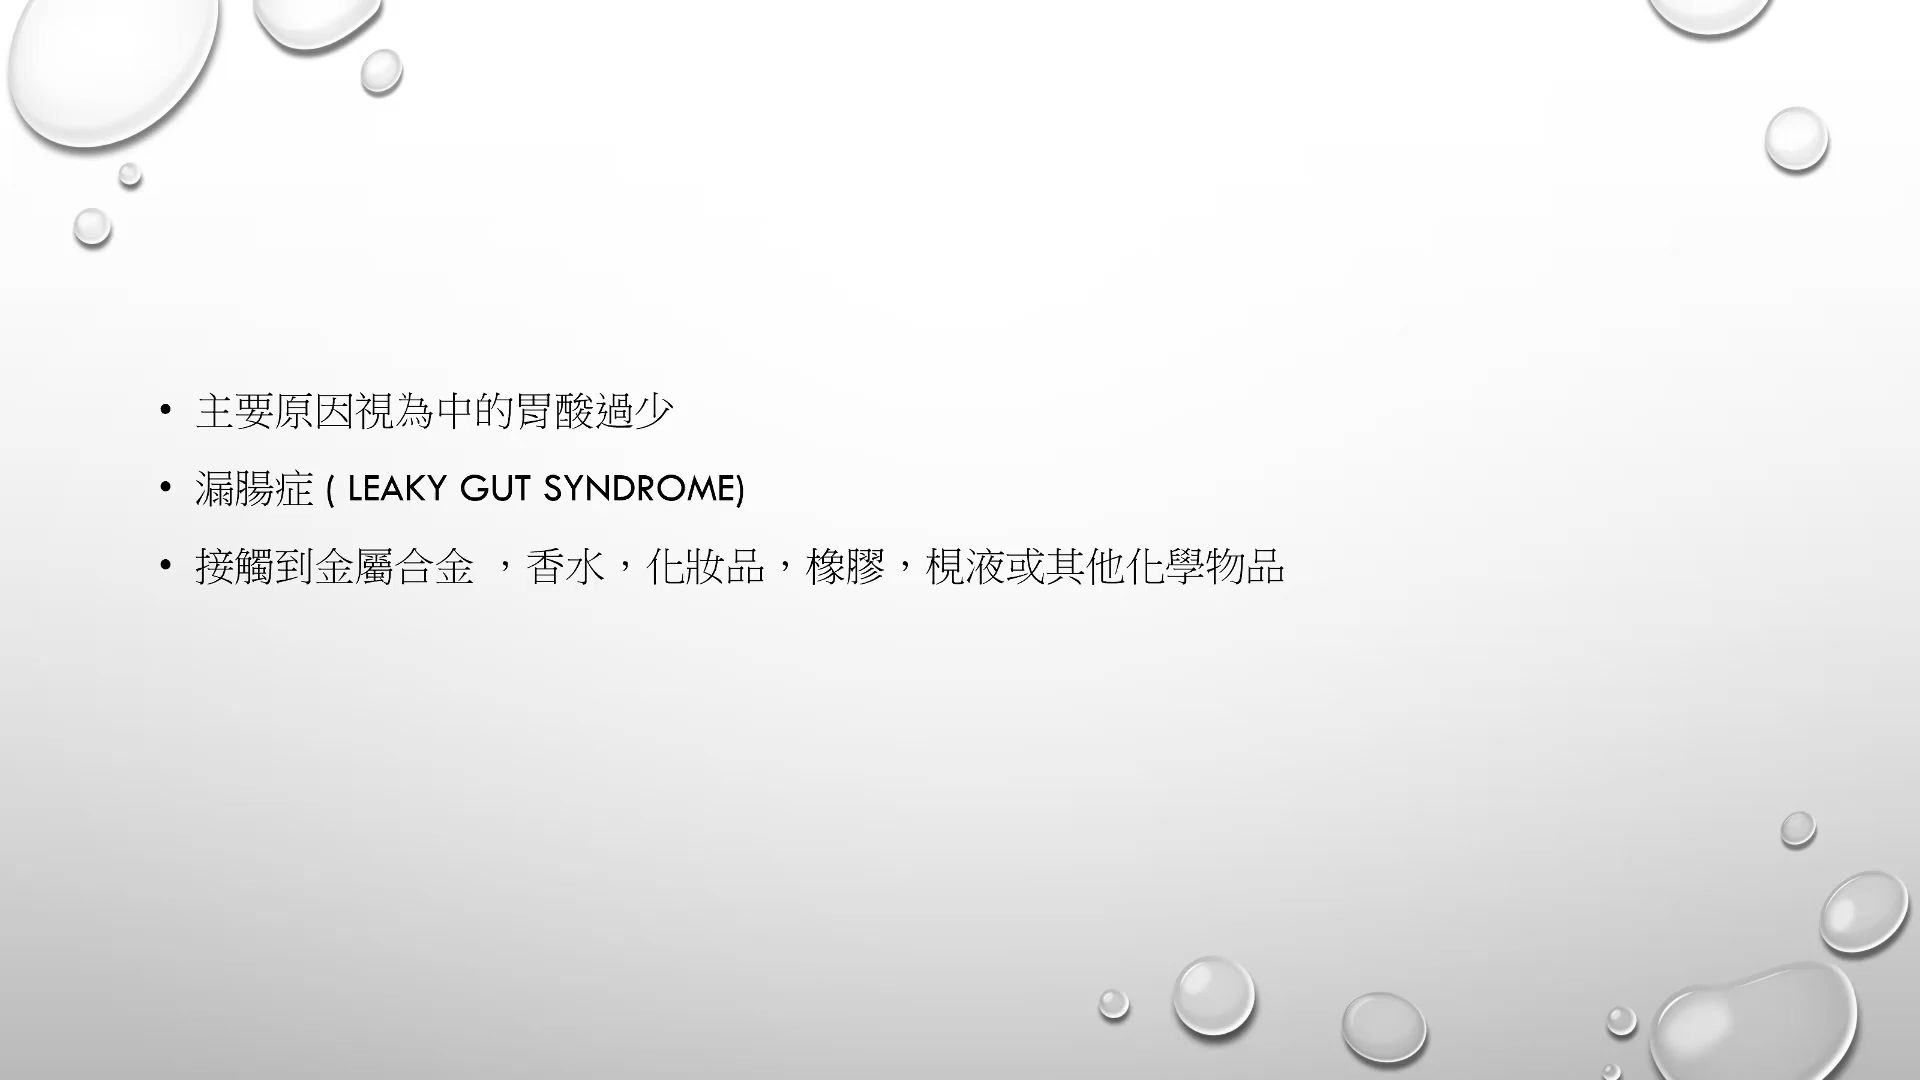 • 主要原因視為中的胃酸過少
• 漏腸症 ( LEAKY GUT SYNDROME)
• 接觸到金屬合金 ，香水，化妝品，橡膠，梘液或其他化學物品